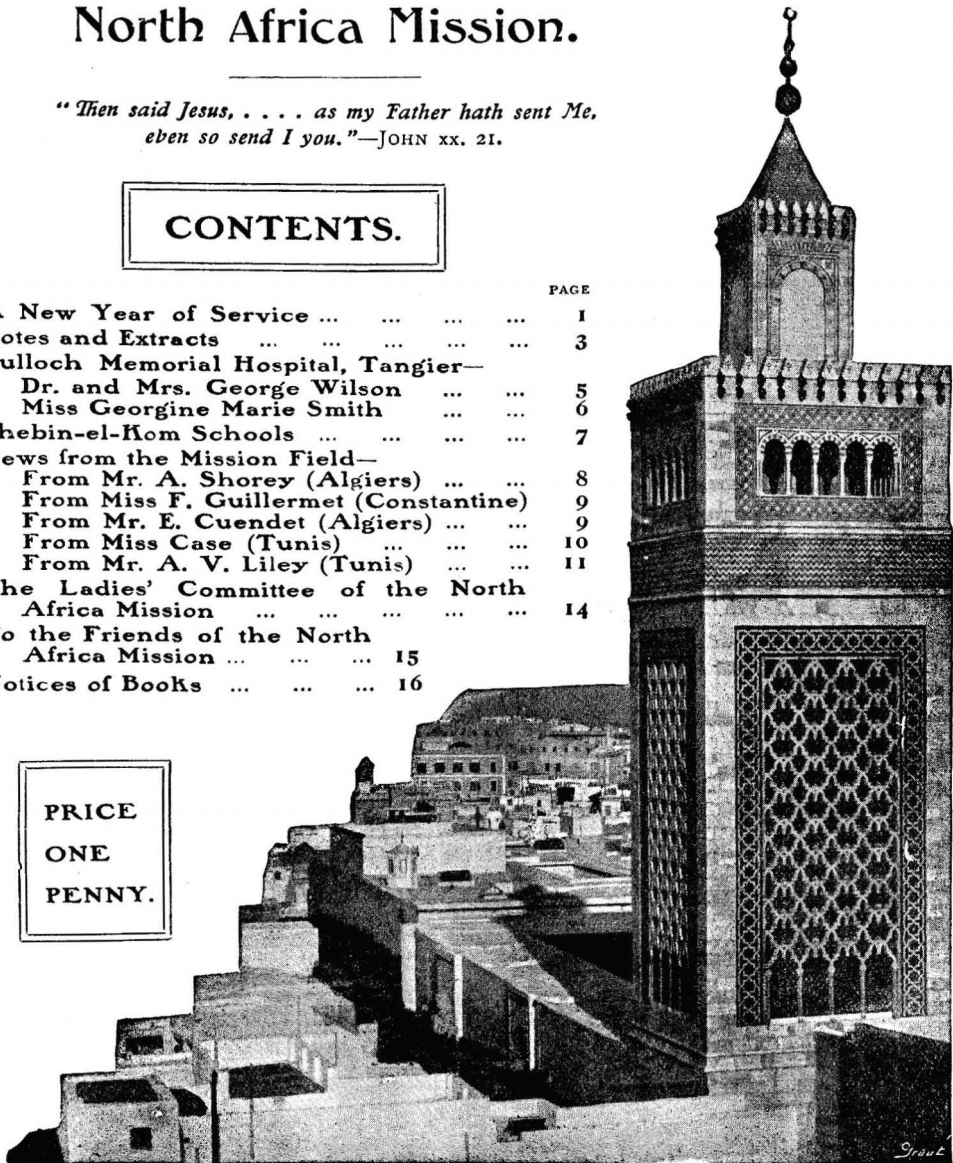 North Africa Mission.
"Then said Jesus, . . . . as my Father hath sent Me,
even so send I you."—JOHN xx. 21.
CONTENTS.
PAGE
New Year of Service ... ... ... ... 1
otes and Extracts ... ... ... ... ... 3
ulloch Memorial Hospital, Tangier—
Dr. and Mrs. George Wilson ... ... 5
Miss Georgine Marie Smith ... ... 6
hebin-el-Kom Schools ... ... ... ... 7
ews from the Mission Field—
From Mr. A. Shorey (Algiers) ... ... 8
From Miss F. Guillermet (Constantine) 9
From Mr. E. Cuendet (Algiers) ... ... 9
From Miss Case (Tunis) ... ... ... 10
From Mr. A. V. Liley (Tunis) ... ... 11
he Ladies' Committee of the North
Africa Mission ... ... ... ... ... 14
o the Friends of the North
Africa Mission ... ... ... 15
otices of Books ... ... ... 16
PRICE
ONE
PENNY.